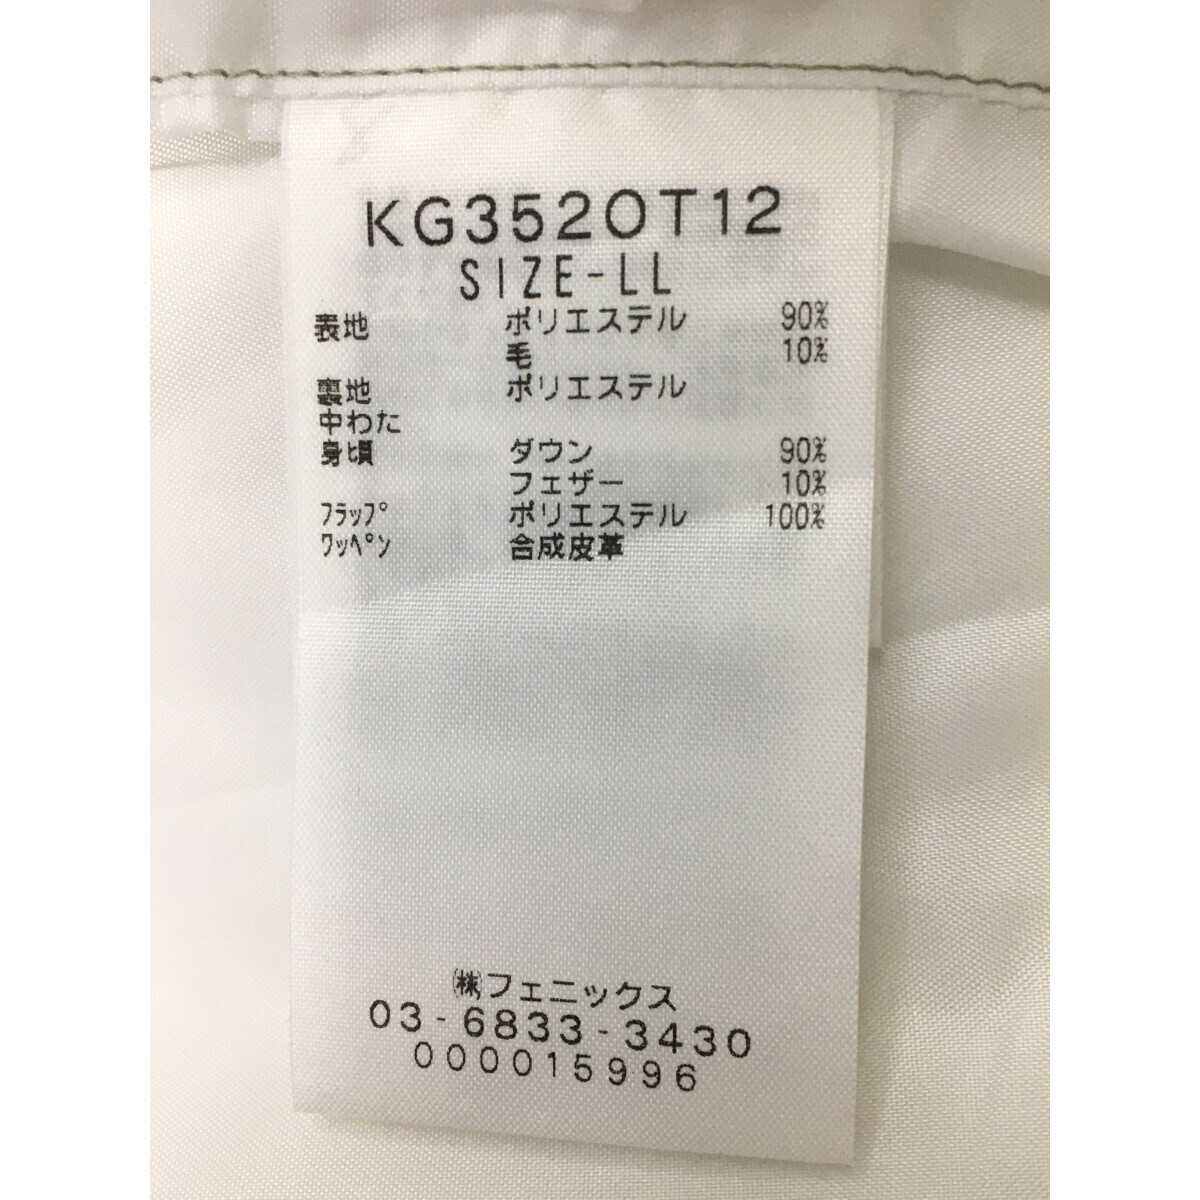 KG3520T12
SIZE-LL
表地 ポリエステル 90%
毛 10%
裏地 ポリエステル
中わた
身頃 ダウン 90%
フェザー 10%
ﾌﾗｯﾌﾟ ポリエステル 100%
ﾜｯﾍﾟﾝ 合成皮革
㈱フェニックス
03-6833-3430
000015996